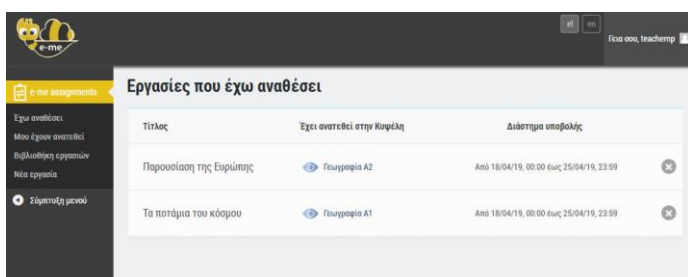 e-me
el en
Γεια σου, teachemp
e-me assignments
Έχω αναθέσει
Μου έχουν ανατεθεί
Βιβλιοθήκη εργασιών
Νέα εργασία
Σύμπτυξη μενού
Εργασίες που έχω αναθέσει
Τίτλος Έχει ανατεθεί στην Κυψέλη Διάστημα υποβολής
Παρουσίαση της Ευρώπης Γεωγραφία Α2 Από 18/04/19, 00:00 έως 25/04/19, 23:59
Τα ποτάμια του κόσμου Γεωγραφία Α1 Από 18/04/19, 00:00 έως 25/04/19, 23:59